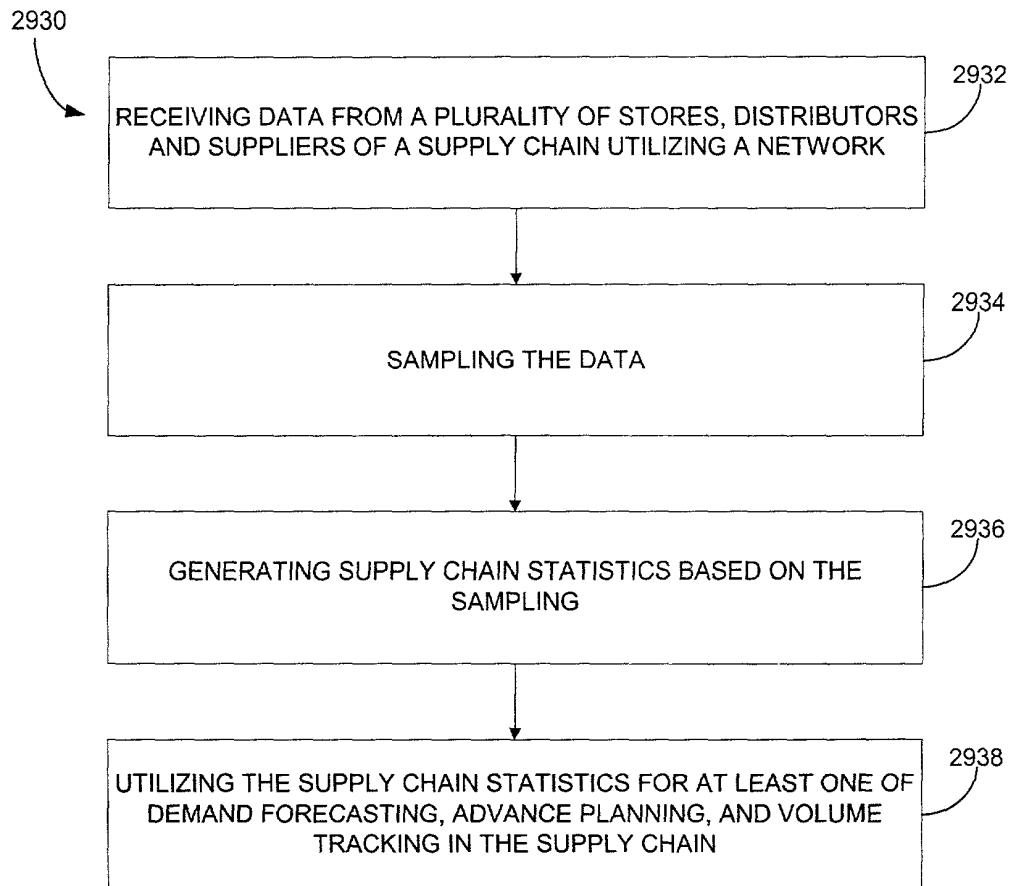 2930
2932
RECEIVING DATA FROM A PLURALITY OF STORES, DISTRIBUTORS
AND SUPPLIERS OF A SUPPLY CHAIN UTILIZING A NETWORK
2934
SAMPLING THE DATA
2936
GENERATING SUPPLY CHAIN STATISTICS BASED ON THE
SAMPLING
2938
UTILIZING THE SUPPLY CHAIN STATISTICS FOR AT LEAST ONE OF
DEMAND FORECASTING, ADVANCE PLANNING, AND VOLUME
TRACKING IN THE SUPPLY CHAIN